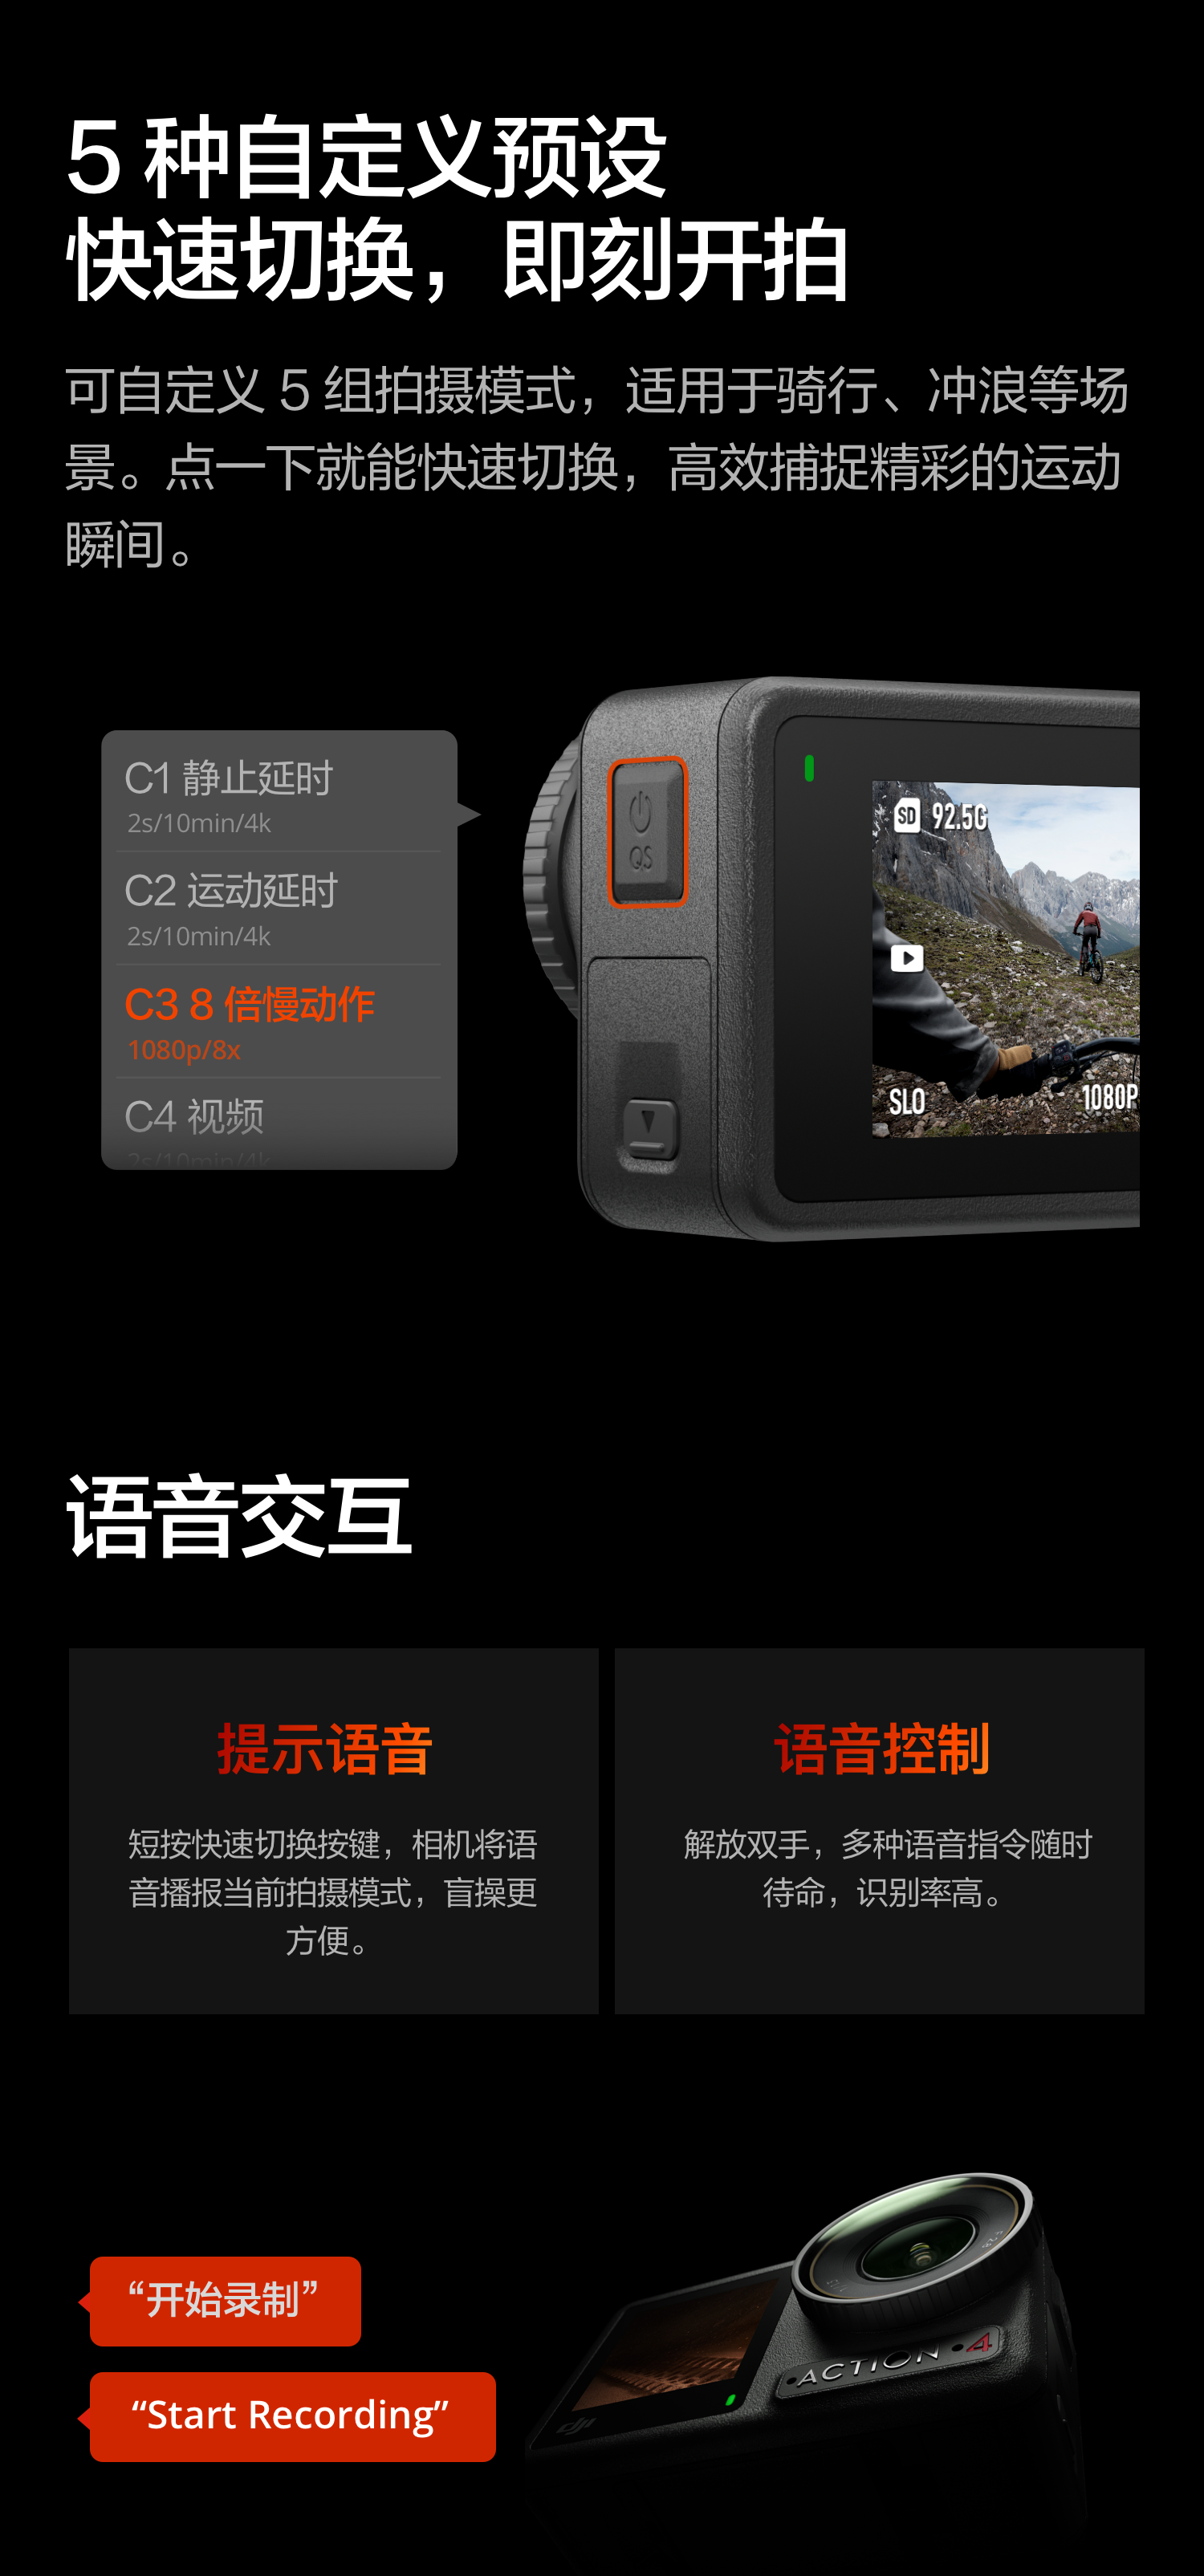 5 种自定义预设
快速切换，即刻开拍
可自定义 5 组拍摄模式，适用于骑行、冲浪等场
景。点一下就能快速切换，高效捕捉精彩的运动
瞬间。
C1 静止延时
2s/10min/4k
C2 运动延时
2s/10min/4k
C3 8 倍慢动作
1080p/8x
C4 视频
2s/10min/4k
QS
SD 92.5G
SLO
1080P
语音交互
提示语音
短按快速切换按键，相机将语
音播报当前拍摄模式，盲操更
方便。
语音控制
解放双手，多种语音指令随时
待命，识别率高。
“开始录制”
“Start Recording”
ACTION 4
dji